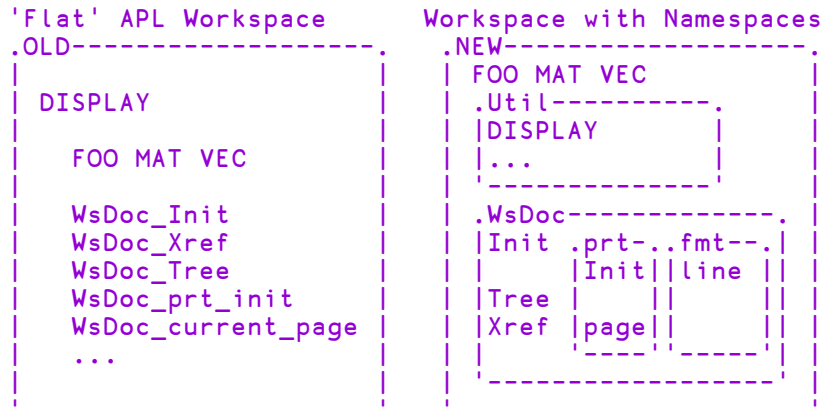 'Flat' APL Workspace      Workspace with Namespaces
.OLD-------------------.   .NEW-------------------.
|                      |   | FOO MAT VEC          |
| DISPLAY              |   | .Util----------.     |
|                      |   | |DISPLAY       |     |
|   FOO MAT VEC        |   | |...           |     |
|                      |   | '--------------'     |
|   WsDoc_Init         |   | .WsDoc-------------. |
|   WsDoc_Xref         |   | |Init .prt-..fmt--.| |
|   WsDoc_Tree         |   | |     |Init||line || |
|   WsDoc_prt_init     |   | |Tree |    ||     || |
|   WsDoc_current_page |   | |Xref |page||     || |
|   ...                |   | |     '----''-----'| |
|                      |   | '------------------' |
'                      '   '                      '